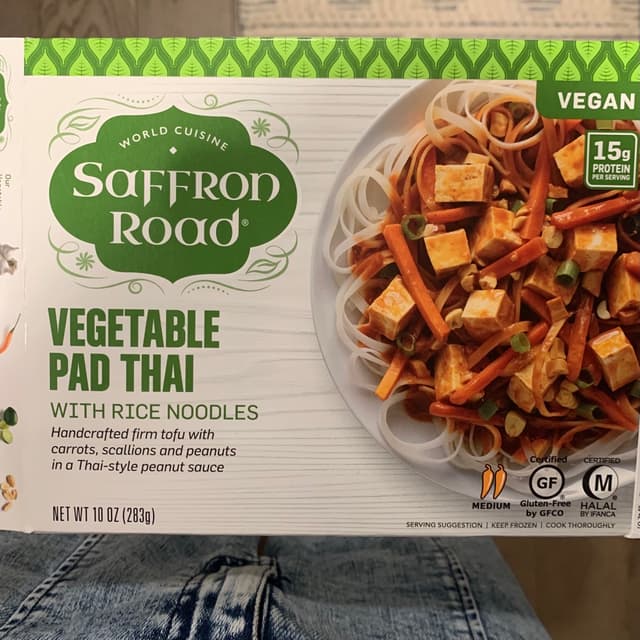 VEGAN
15g
PROTEIN
PER SERVING
WORLD CUISINE
SAFFRON
ROAD®
VEGETABLE
PAD THAI
WITH RICE NOODLES
Handcrafted firm tofu with
carrots, scallions and peanuts
in a Thai-style peanut sauce
NET WT 10 OZ (283g)
MEDIUM
Certified
GF
Gluten-Free
by GFCO
CERTIFIED
M
HALAL
BY IFANCA
SERVING SUGGESTION | KEEP FROZEN | COOK THOROUGHLY
Our